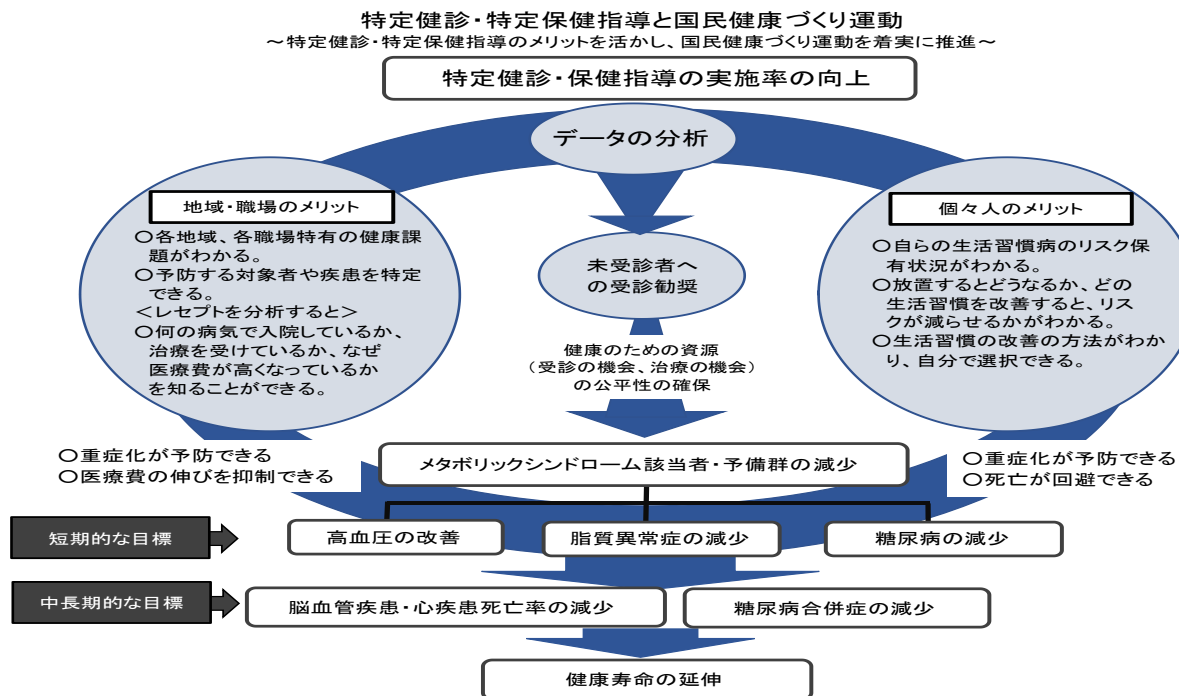 特定健診・特定保健指導と国民健康づくり運動
～特定健診・特定保健指導のメリットを活かし、国民健康づくり運動を着実に推進～
特定健診・保健指導の実施率の向上
データの分析
地域・職場のメリット
○各地域、各職場特有の健康課
題がわかる。
○予防する対象者や疾患を特定
できる。
＜レセプトを分析すると＞
○何の病気で入院しているか、
治療を受けているか、なぜ
医療費が高くなっているか
を知ることができる。
未受診者へ
の受診勧奨
個々人のメリット
○自らの生活習慣病のリスク保
有状況がわかる。
○放置するとどうなるか、どの
生活習慣を改善すると、リス
クが減らせるかがわかる。
○生活習慣の改善の方法がわか
り、自分で選択できる。
健康のための資源
（受診の機会、治療の機会）
の公平性の確保
○重症化が予防できる
○医療費の伸びを抑制できる
メタボリックシンドローム該当者・予備群の減少
○重症化が予防できる
○死亡が回避できる
短期的な目標
高血圧の改善
脂質異常症の減少
糖尿病の減少
中長期的な目標
脳血管疾患・心疾患死亡率の減少
糖尿病合併症の減少
健康寿命の延伸